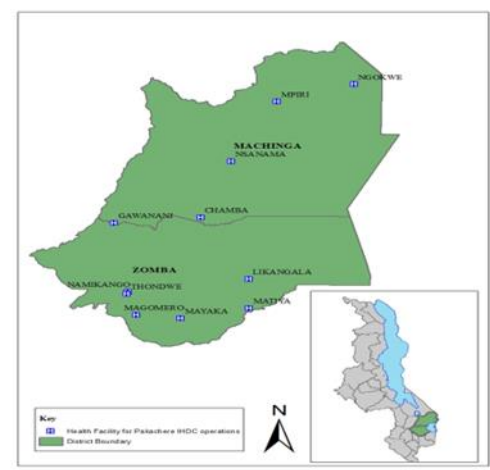 NGOKWE
MPIRI
MACHINGA
NSANAMA
CHAMBA
GAWANANI
ZOMBA
LIKANGALA
NAMIKANGO
THONDWE
MATIYA
MAGOMERO
MAYAKA
N
Key
Health Facility for Pakachere IHDC operations
District Boundary